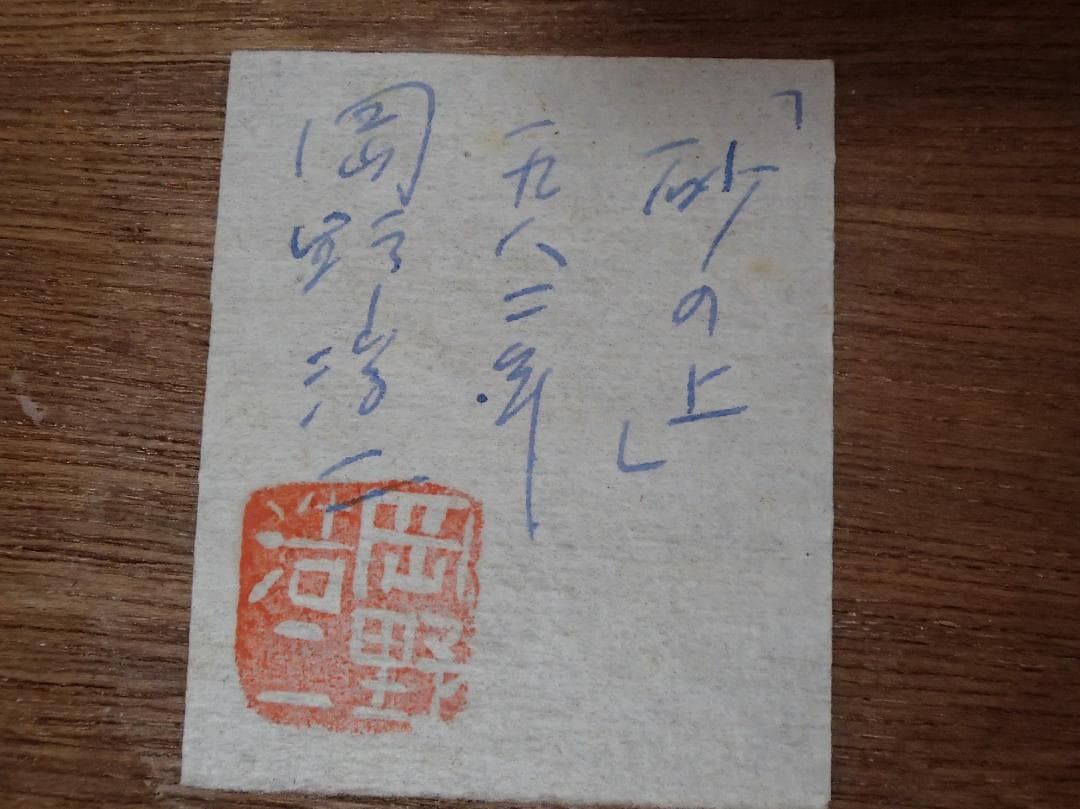 「砂の上」
一九八二年
岡野浩二
岡野
浩二